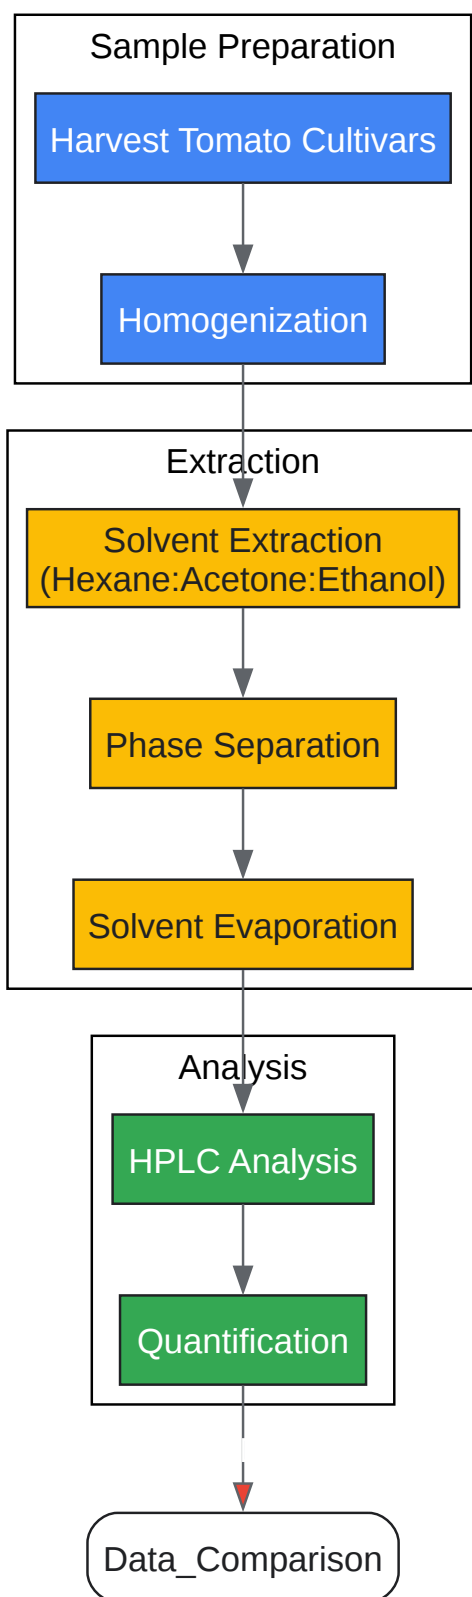 Sample Preparation
Harvest Tomato Cultivars
Homogenization
Extraction
Solvent Extraction
(Hexane:Acetone:Ethanol)
Phase Separation
Solvent Evaporation
Analysis
HPLC Analysis
Quantification
Data_Comparison